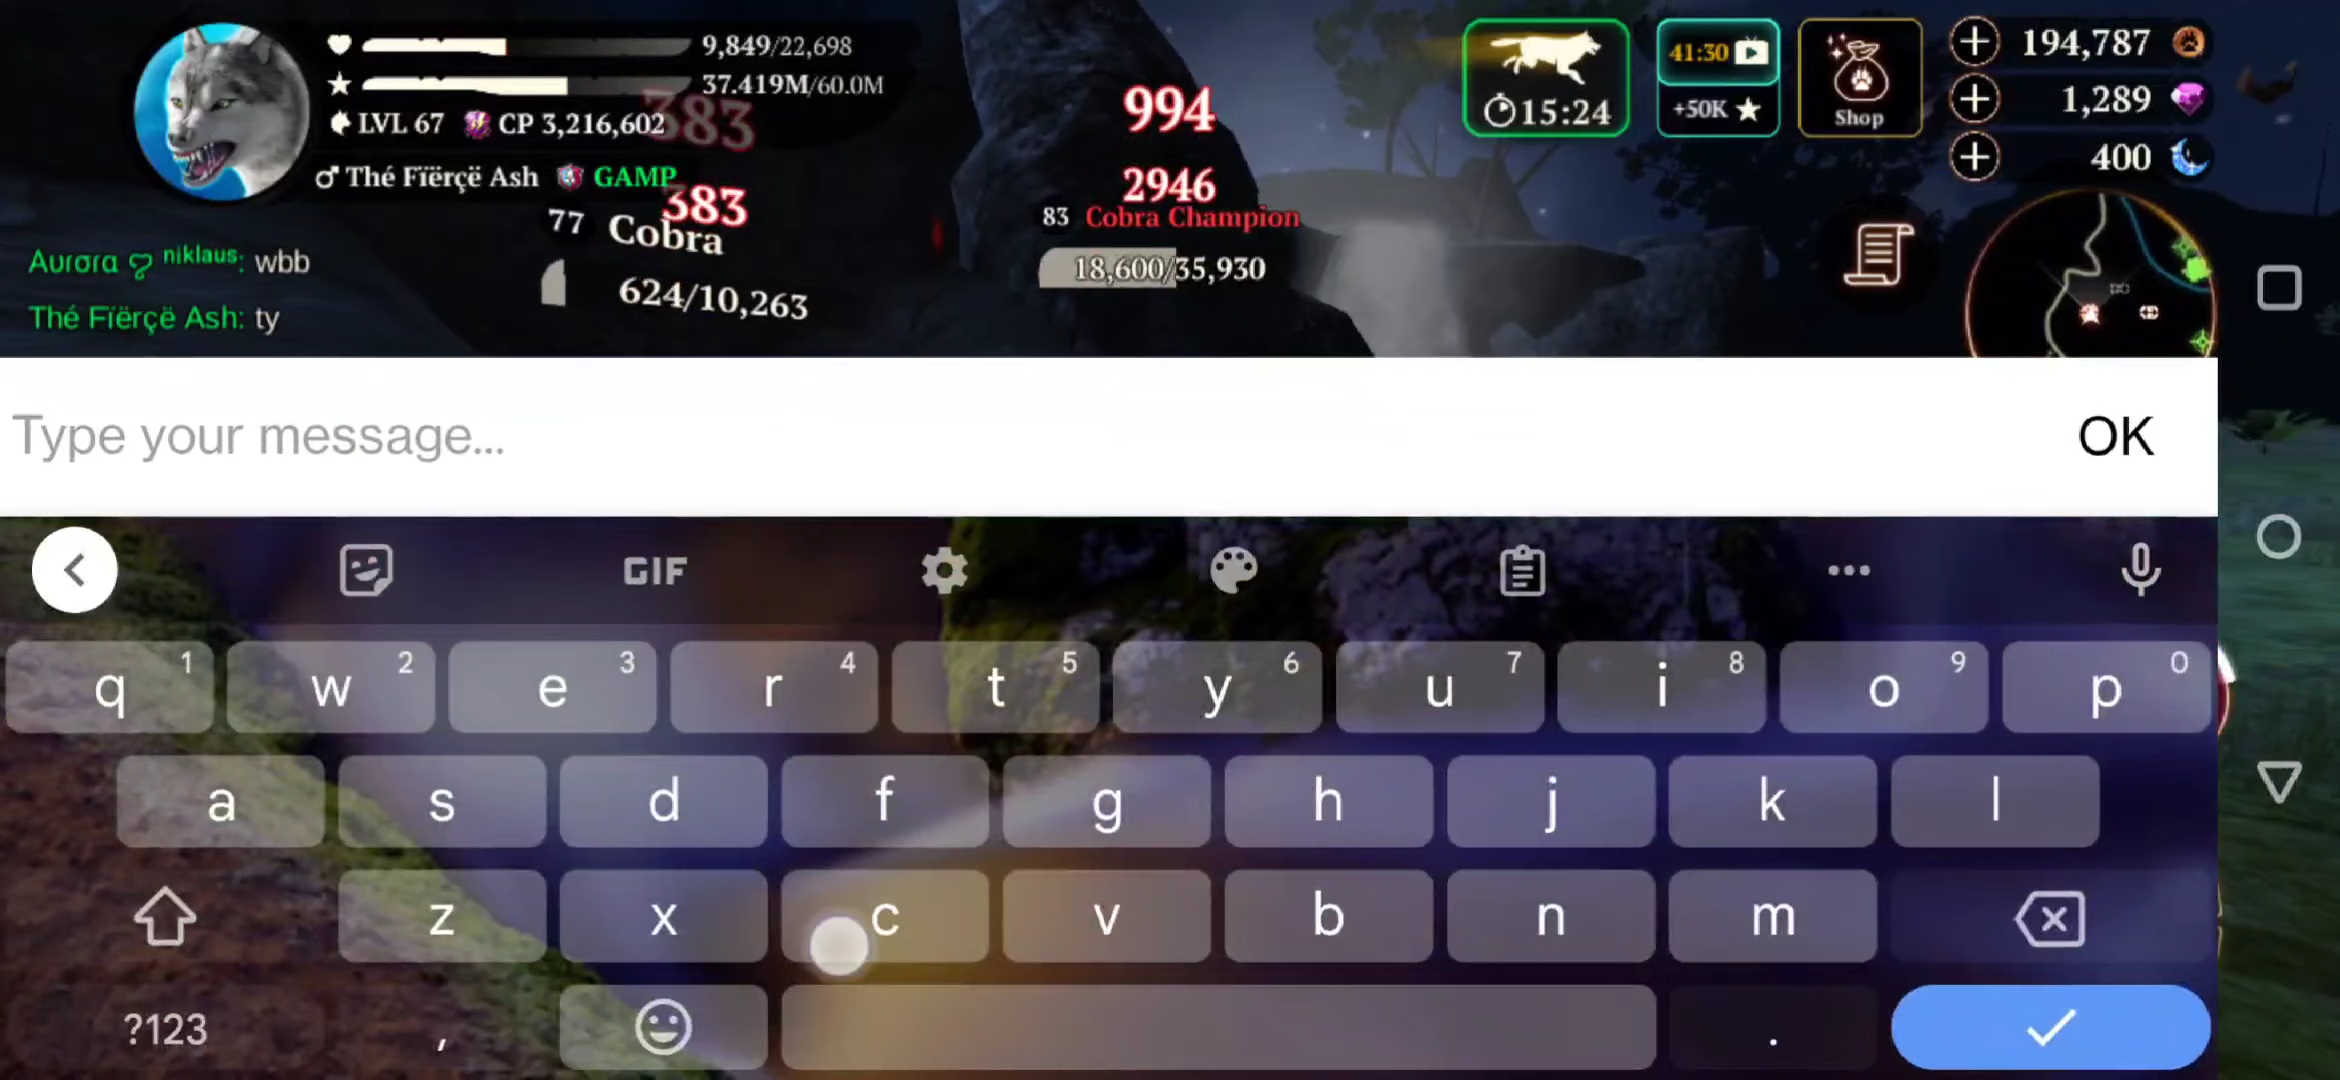 9,849/22,698
37.419M/60.0M
LVL 67 CP 3,216,602
383
Thé Fïërçë Ash GAMP
383
77 Cobra
624/10,263
994
2946
83 Cobra Champion
18,600/35,930
15:24
41:30
+50K
Shop
194,787
1,289
400
Aurora niklaus: wbb
Thé Fïërçë Ash: ty
Type your message...
OK
GIF
q 1 w 2 e 3 r 4 t 5 y 6 u 7 i 8 o 9 p 0
a s d f g h j k l
z x c v b n m
?123 , .